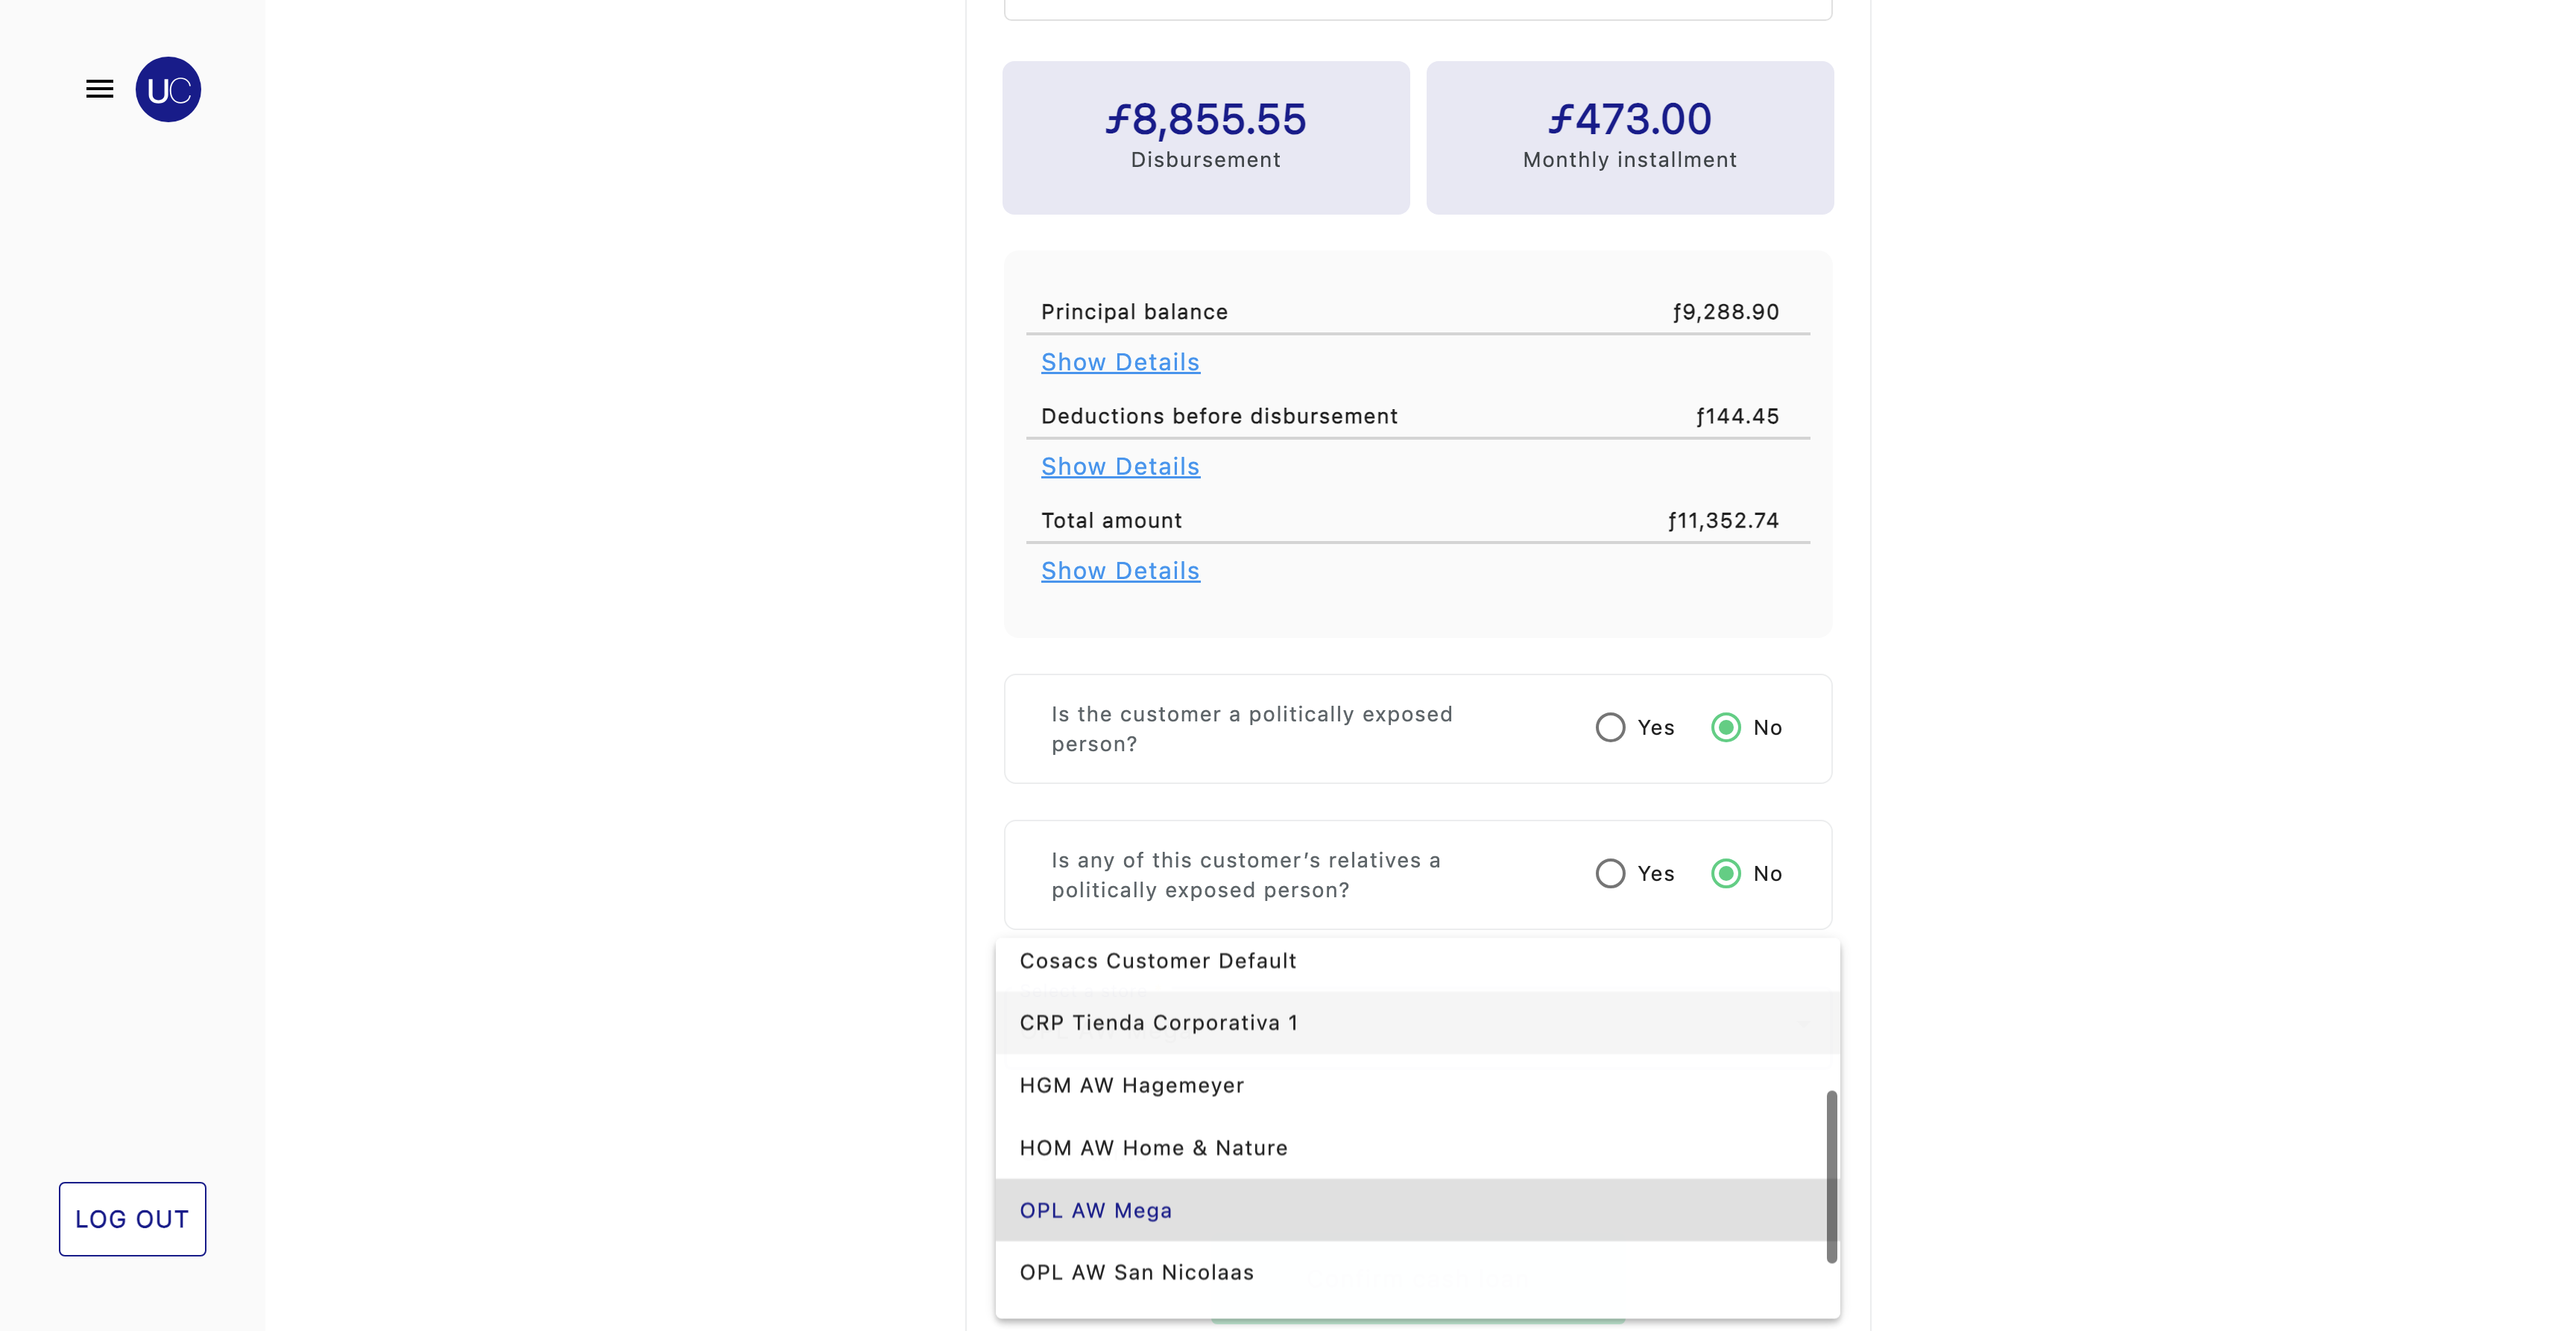 UC
ƒ8,855.55
Disbursement
ƒ473.00
Monthly installment
Principal balance ƒ9,288.90
Show Details
Deductions before disbursement ƒ144.45
Show Details
Total amount ƒ11,352.74
Show Details
Is the customer a politically exposed
person?
Yes No
Is any of this customer’s relatives a
politically exposed person?
Yes No
Cosacs Customer Default
CRP Tienda Corporativa 1
HGM AW Hagemeyer
HOM AW Home & Nature
OPL AW Mega
OPL AW San Nicolaas
LOG OUT